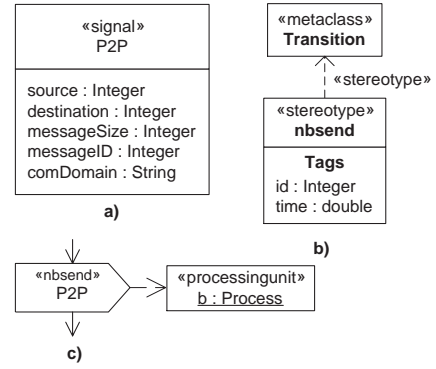 «signal»
P2P
source : Integer
destination : Integer
messageSize : Integer
messageID : Integer
comDomain : String
a)
«metaclass»
Transition
«stereotype»
«stereotype»
nbsend
Tags
id : Integer
time : double
b)
«nbsend»
P2P
«processingunit»
b : Process
c)